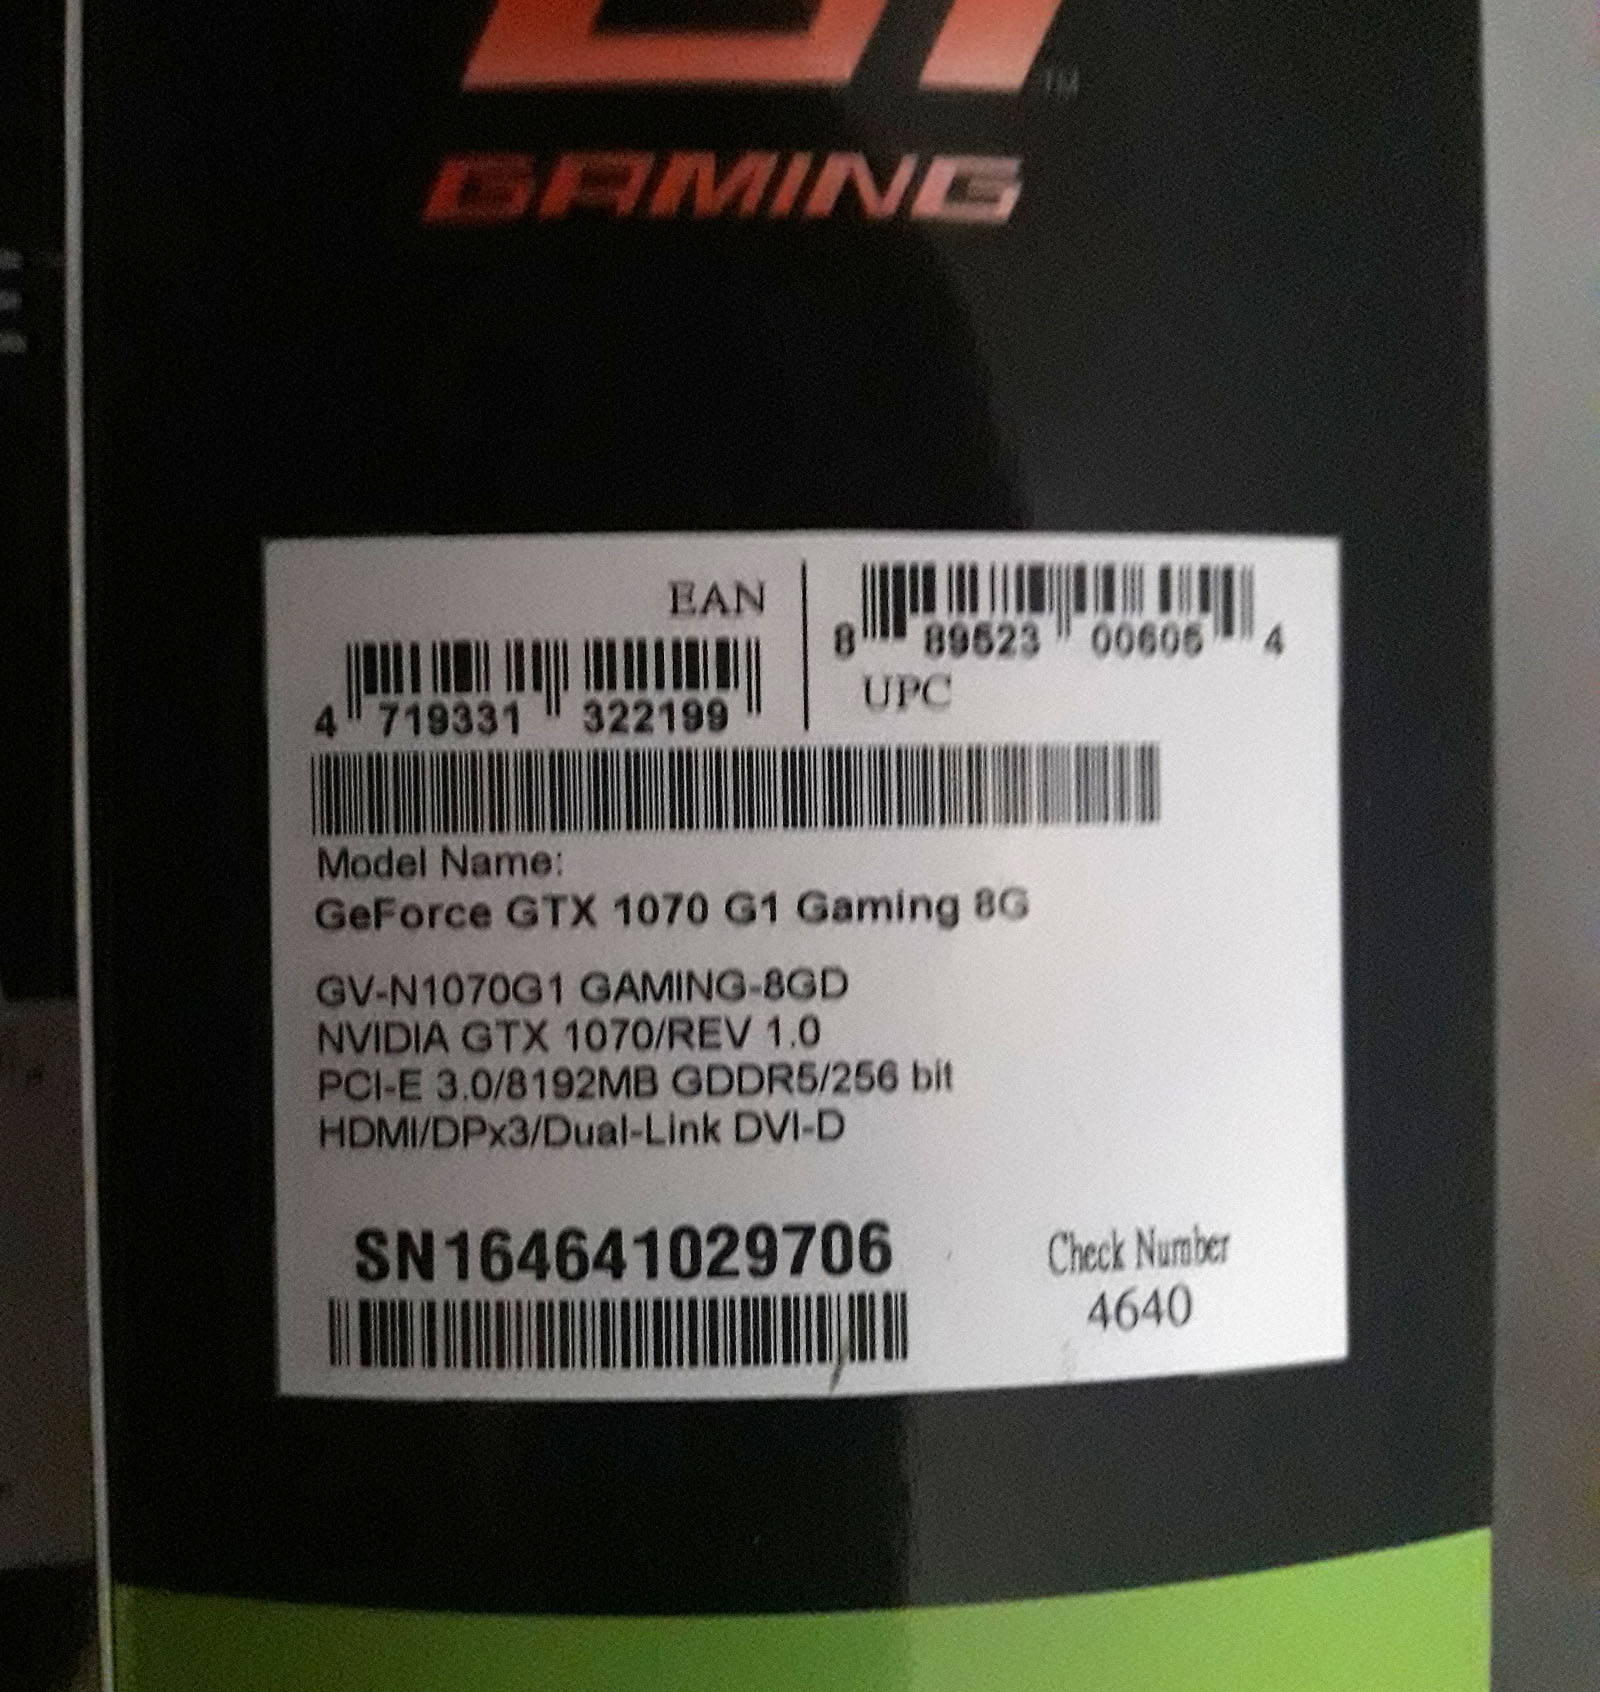 G1
TM
GAMING
EAN
4 719331 322199
8 89523 00605 4
UPC
Model Name:
GeForce GTX 1070 G1 Gaming 8G
GV-N1070G1 GAMING-8GD
NVIDIA GTX 1070/REV 1.0
PCI-E 3.0/8192MB GDDR5/256 bit
HDMI/DPx3/Dual-Link DVI-D
SN164641029706
Check Number
4640